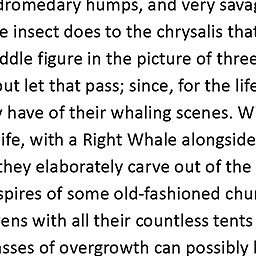 dromedary humps, and very savag
e insect does to the chrysalis that
ddle figure in the picture of three
but let that pass; since, for the life
y have of their whaling scenes. W
life, with a Right Whale alongside
they elaborately carve out of the
spires of some old-fashioned chur
ens with all their countless tents
asses of overgrowth can possibly